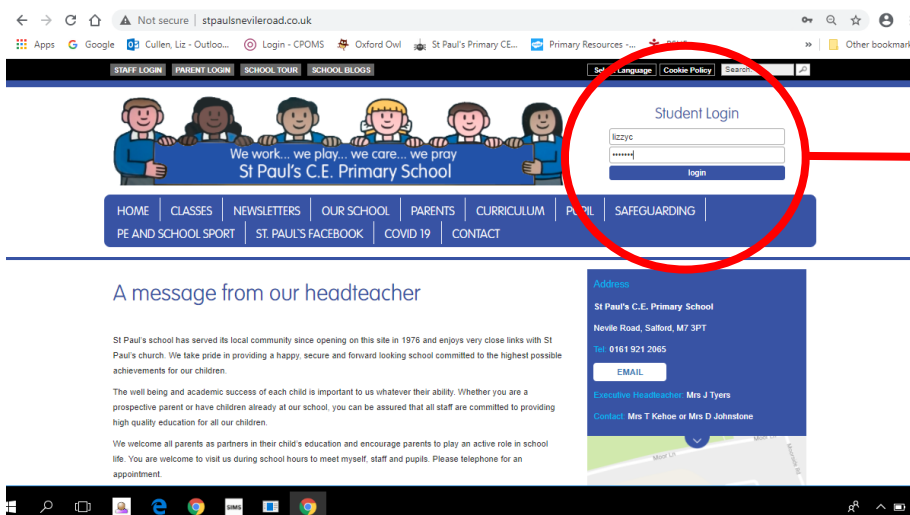 Not secure | stpaulsnevileroad.co.uk
Apps Google Cullen, Liz - Outloo... Login - CPOMS Oxford Owl St Paul's Primary CE... Primary Resources -... » Other bookmark
STAFF LOGIN PARENT LOGIN SCHOOL TOUR SCHOOL BLOGS Select Language Cookie Policy Search
Student Login
lizzyc
•••••••
login
We work... we play... we care... we pray
St Paul's C.E. Primary School
HOME CLASSES NEWSLETTERS OUR SCHOOL PARENTS CURRICULUM PUPIL SAFEGUARDING
PE AND SCHOOL SPORT ST. PAUL'S FACEBOOK COVID 19 CONTACT
A message from our headteacher
St Paul's school has served its local community since opening on this site in 1976 and enjoys very close links with St
Paul's church. We take pride in providing a happy, secure and forward looking school committed to the highest possible
achievements for our children.
The well being and academic success of each child is important to us whatever their ability. Whether you are a
prospective parent or have children already at our school, you can be assured that all staff are committed to providing
high quality education for all our children.
We welcome all parents as partners in their child's education and encourage parents to play an active role in school
life. You are welcome to visit us during school hours to meet myself, staff and pupils. Please telephone for an
appointment.
Address
St Paul's C.E. Primary School
Nevile Road, Salford, M7 3PT
Tel: 0161 921 2065
EMAIL
Executive Headteacher: Mrs J Tyers
Contact: Mrs T Kehoe or Mrs D Johnstone
Moor Ln
SIMS